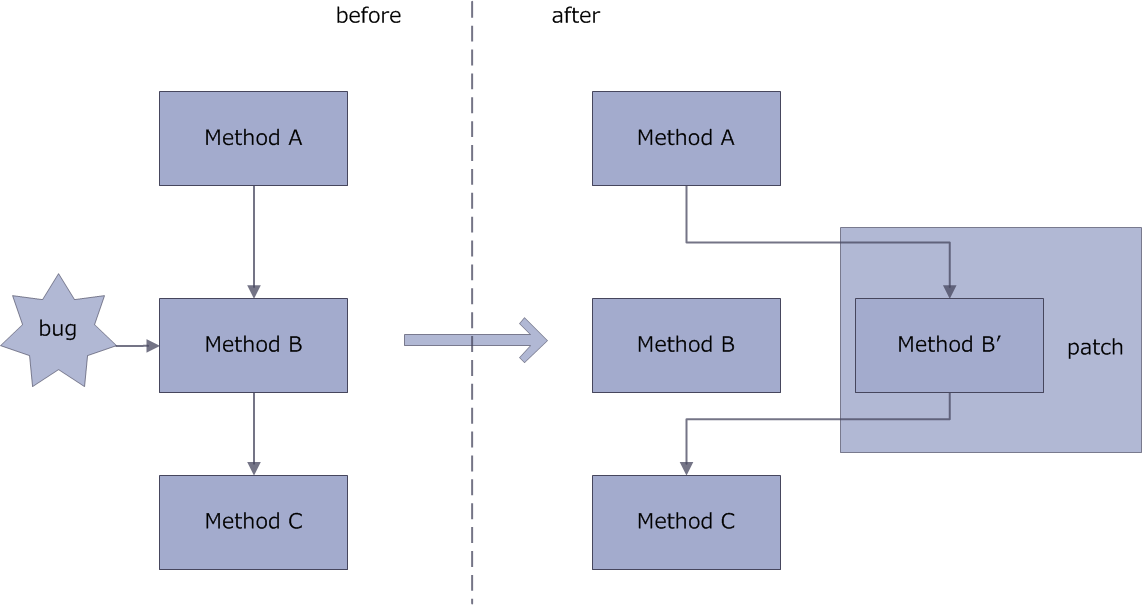 before
after
Method A
Method A
bug
Method B
Method B
Method B′
patch
Method C
Method C